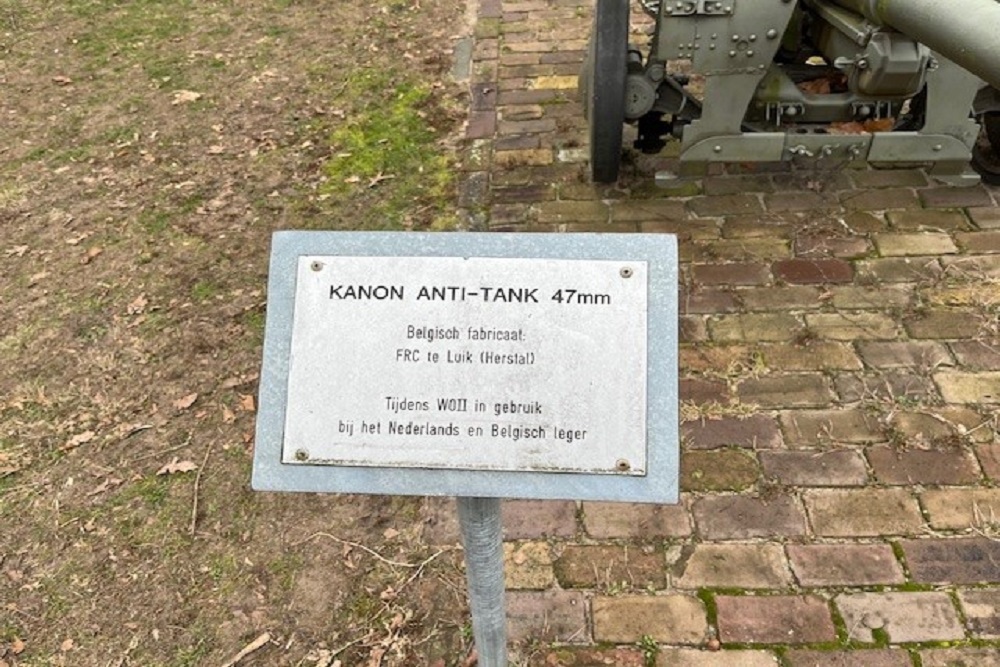 KANON ANTI-TANK 47mm
Belgisch fabricaat:
FRC te Luik (Herstal)
Tijdens WOII in gebruik
bij het Nederlands en Belgisch leger